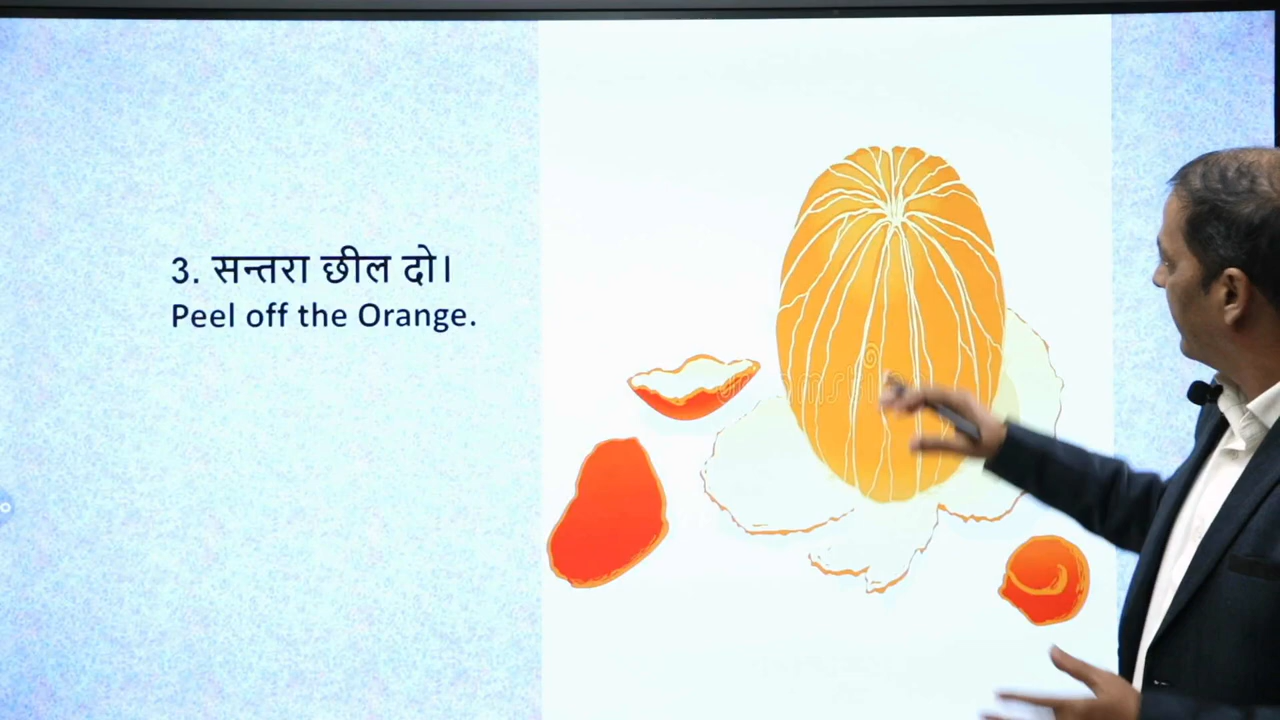 3. सन्तरा छील दो।
Peel off the Orange.